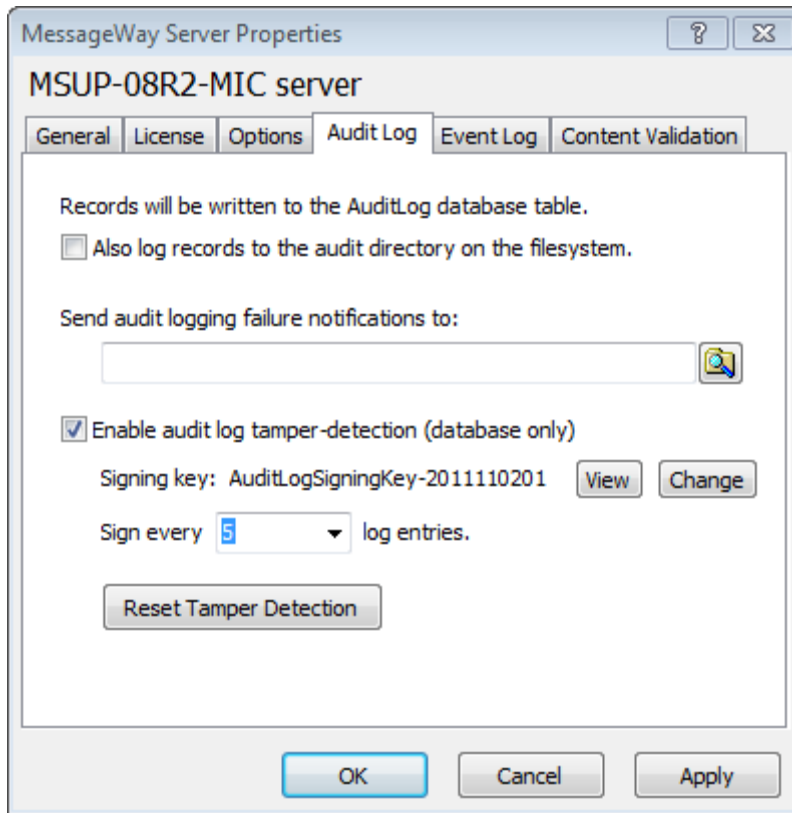 MessageWay Server Properties
MSUP-08R2-MIC server
General License Options Audit Log Event Log Content Validation
Records will be written to the AuditLog database table.
Also log records to the audit directory on the filesystem.
Send audit logging failure notifications to:
Enable audit log tamper-detection (database only)
Signing key: AuditLogSigningKey-2011110201 View Change
Sign every 5 log entries.
Reset Tamper Detection
OK Cancel Apply